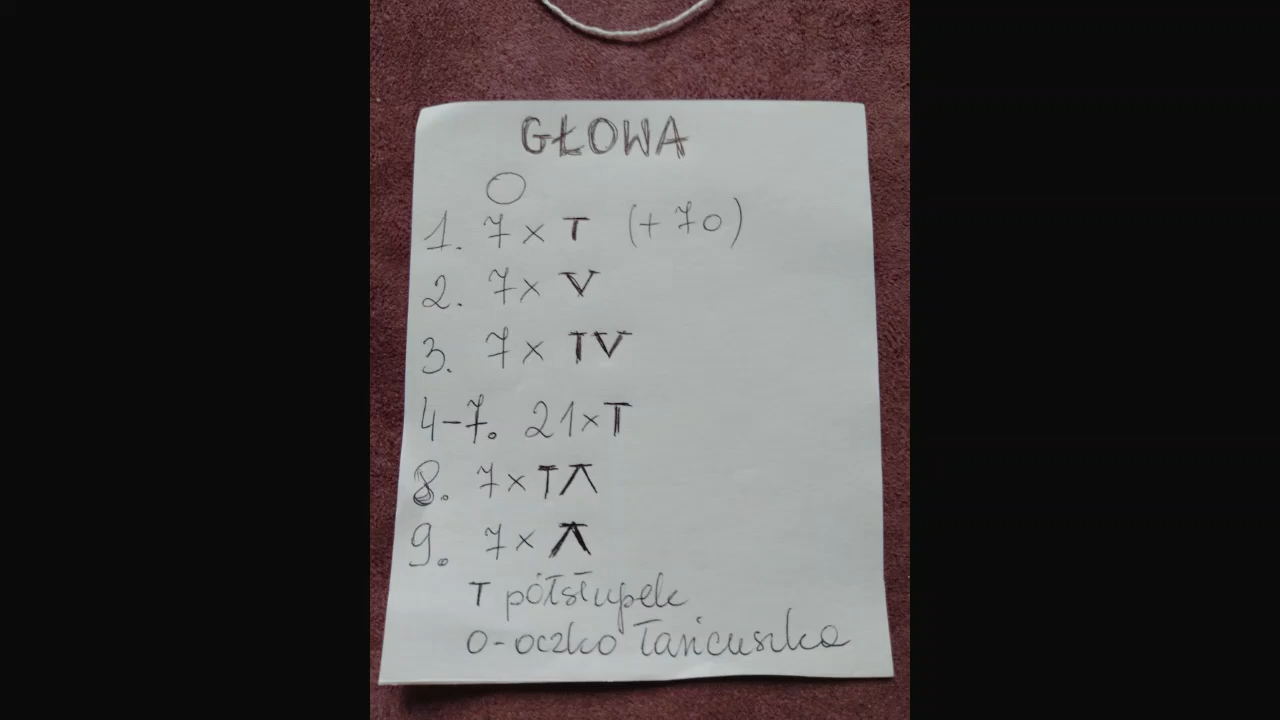 GŁOWA
O
1. 7 x T (+ 7o)
2. 7 x V
3. 7 x TV
4-7. 21 x T
8. 7 x T⊼
9. 7 x ⊼
T półsłupek
o - oczko łańcuszka